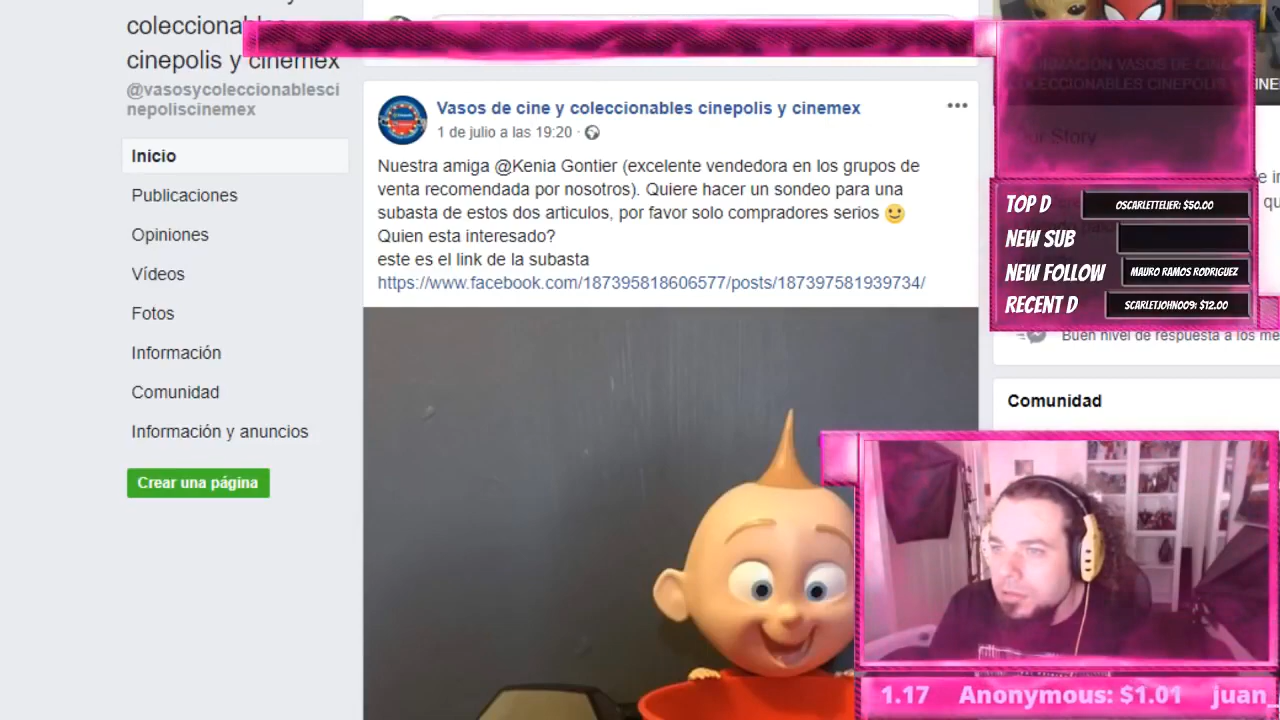 coleccionables
cinepolis y cinemex
@vasosycoleccionablesci
nepoliscinemex
Inicio
Publicaciones
Opiniones
Vídeos
Fotos
Información
Comunidad
Información y anuncios
Crear una página
Vasos de cine y coleccionables cinepolis y cinemex
1 de julio a las 19:20 ·
Nuestra amiga @Kenia Gontier (excelente vendedora en los grupos de
venta recomendada por nosotros). Quiere hacer un sondeo para una
subasta de estos dos articulos, por favor solo compradores serios
Quien esta interesado?
este es el link de la subasta
https://www.facebook.com/187395818606577/posts/187397581939734/
VASOS DE
Story
TOP D OSCARLETTELIER: $50.00
NEW SUB
NEW FOLLOW MAURO RAMOS RODRIGUEZ
RECENT D SCARLETJOHN009: $12.00
Buen nivel de respuesta a los me
Comunidad
1.17 Anonymous: $1.01 juan_